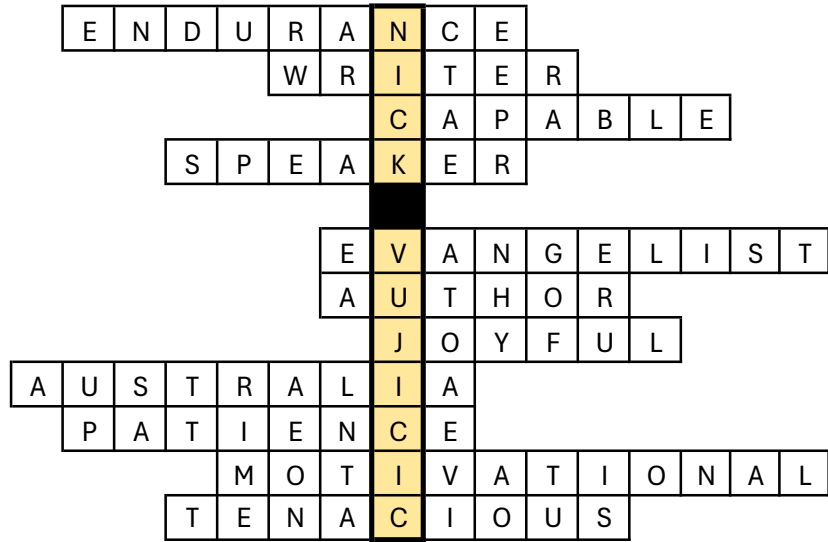 ENDURANCE
WRITER
CAPABLE
SPEAKER
EVANGELIST
AUTHOR
JOYFUL
AUSTRALIA
PATIENCE
MOTIVATIONAL
TENACIOUS